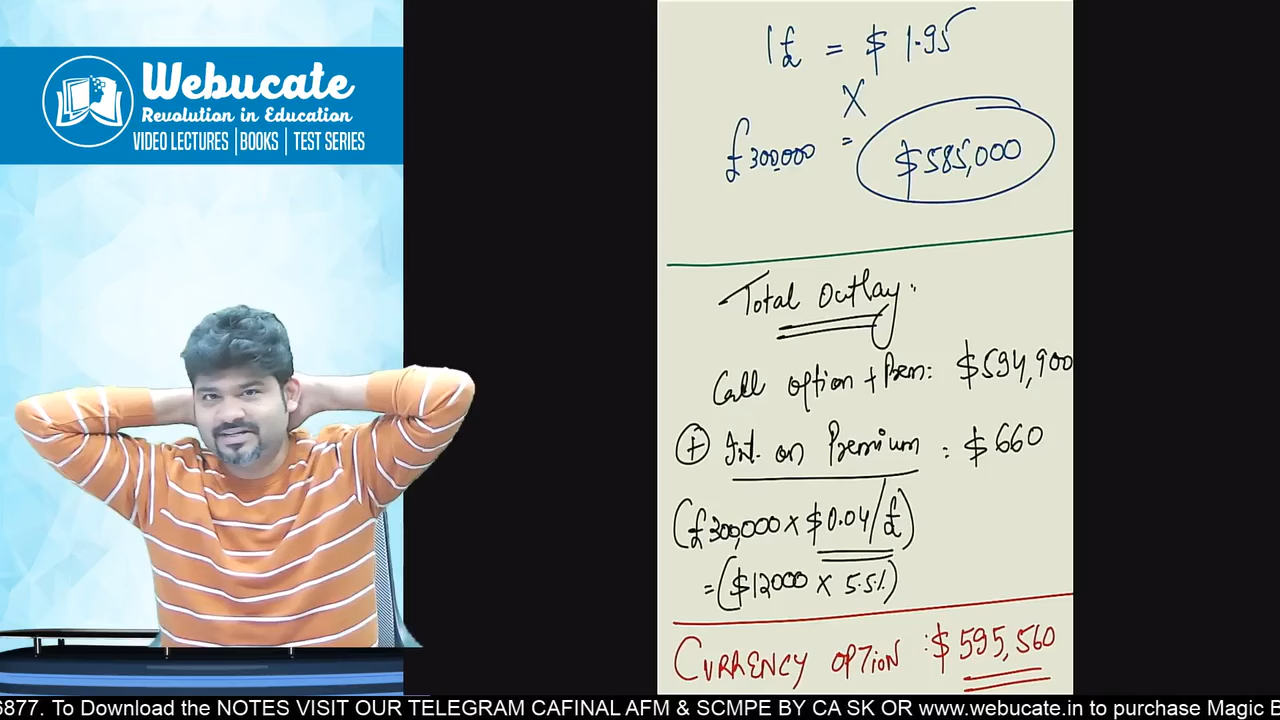 Webucate
Revolution in Education
VIDEO LECTURES | BOOKS | TEST SERIES
1£ = $ 1.95
X
£300,000 = $585,000
Total Outlay:
Call option + Prem: $594,900
+ Int. on Premium : $660
(£300,000 x $0.04/£)
= ($12000 x 5.5%)
CURRENCY OPTION : $595,560
6877. To Download the NOTES VISIT OUR TELEGRAM CAFINAL AFM & SCMPE BY CA SK OR www.webucate.in to purchase Magic B